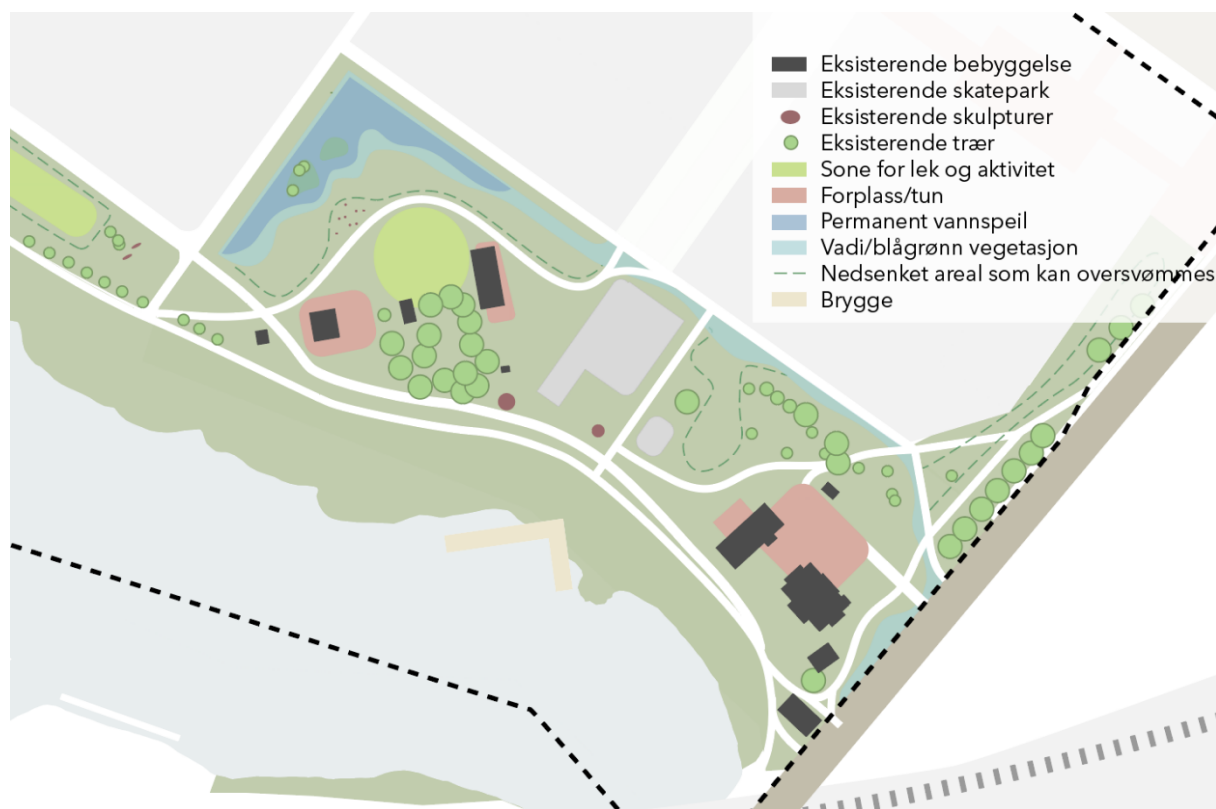 Eksisterende bebyggelse
Eksisterende skatepark
Eksisterende skulpturer
Eksisterende trær
Sone for lek og aktivitet
Forplass/tun
Permanent vannspeil
Vadi/blågrønn vegetasjon
Nedsenket areal som kan oversvømmes
Brygge